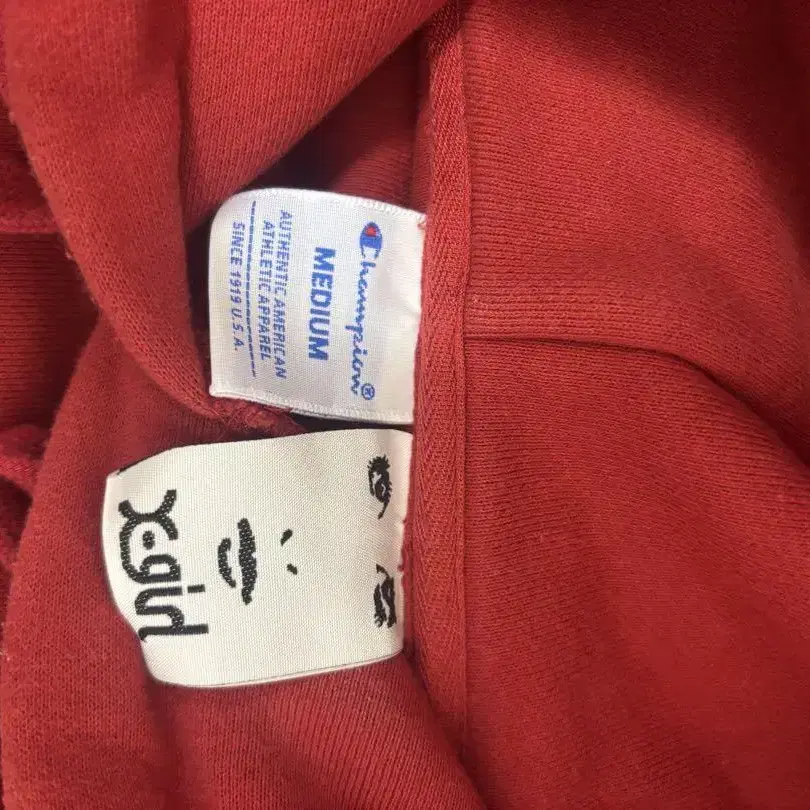 Champion®
MEDIUM
AUTHENTIC AMERICAN
ATHLETIC APPAREL
SINCE 1919 U.S.A.
X-girl